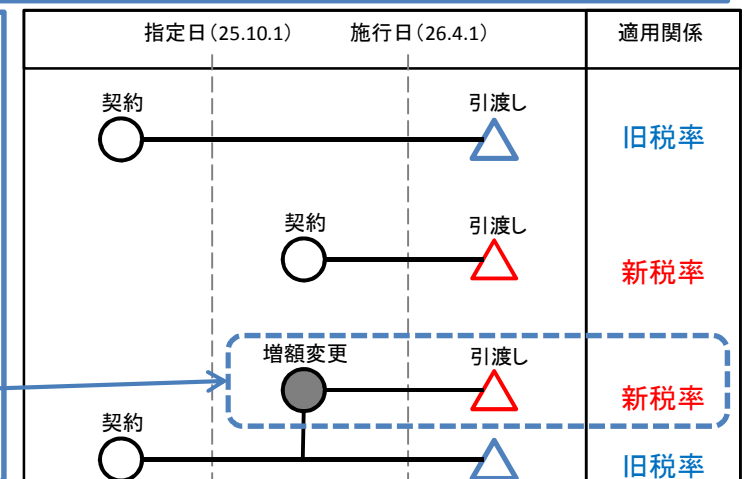 指定日(25.10.1) 施行日(26.4.1) 適用関係
契約 引渡し
旧税率
契約 引渡し
新税率
増額変更 引渡し
新税率
契約
旧税率